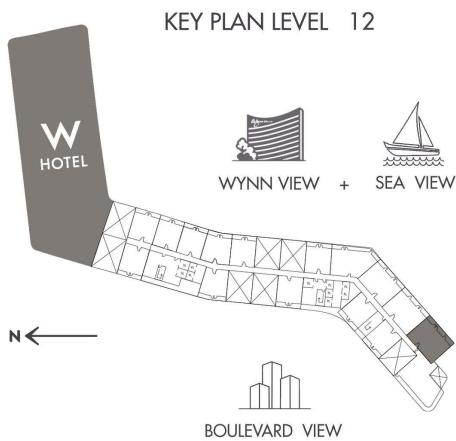 KEY PLAN LEVEL 12
W
HOTEL
WYNN VIEW + SEA VIEW
N
BOULEVARD VIEW